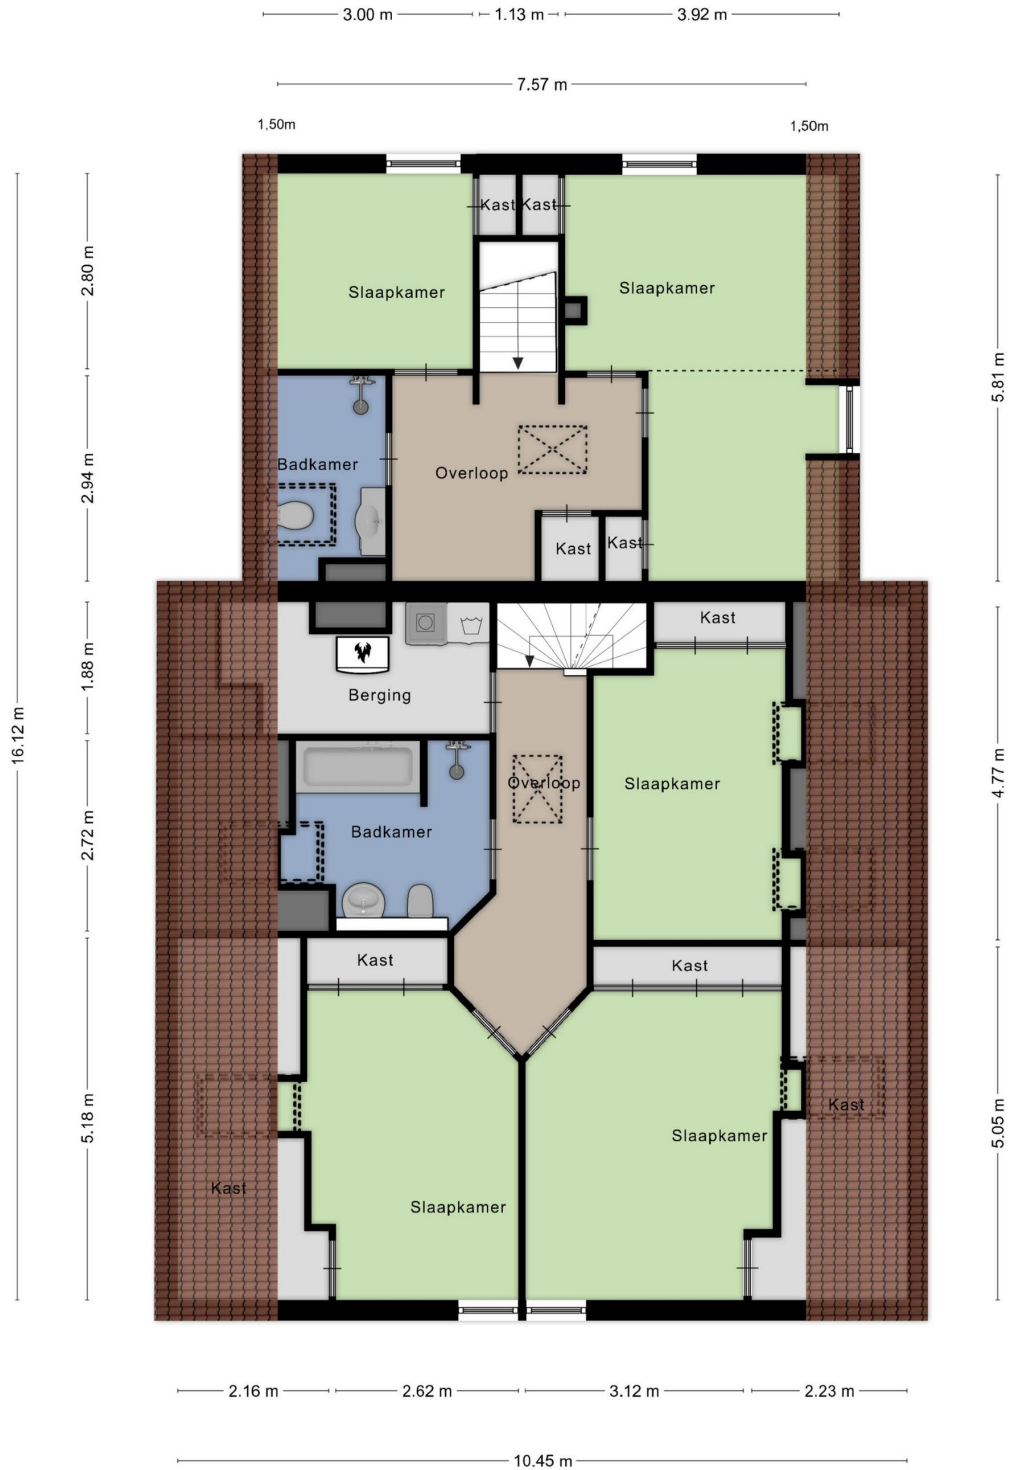 3.00 m 1.13 m 3.92 m
7.57 m
1,50m 1,50m
Kast Kast
2.80 m
Slaapkamer Slaapkamer
5.81 m
Badkamer Overloop
2.94 m
Kast Kast
Kast
1.88 m
Berging
16.12 m
Overloop Slaapkamer
4.77 m
Badkamer
2.72 m
Kast Kast
5.18 m
Kast
5.05 m
Slaapkamer
Kast
Slaapkamer
2.16 m 2.62 m 3.12 m 2.23 m
10.45 m